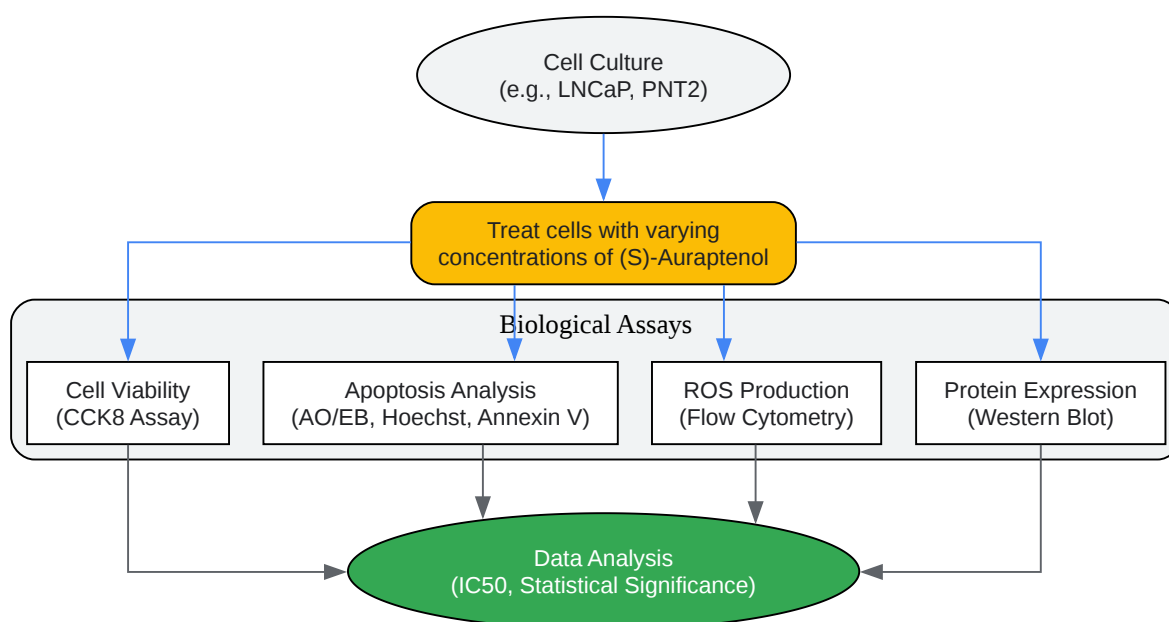 Cell Culture
(e.g., LNCaP, PNT2)
Treat cells with varying
concentrations of (S)-Auraptenol
Biological Assays
Cell Viability
(CCK8 Assay)
Apoptosis Analysis
(AO/EB, Hoechst, Annexin V)
ROS Production
(Flow Cytometry)
Protein Expression
(Western Blot)
Data Analysis
(IC50, Statistical Significance)